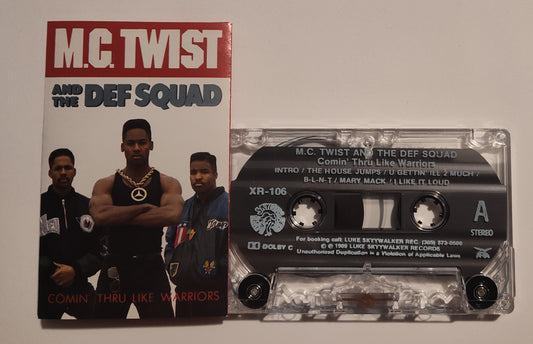 M.C. TWIST
AND THE DEF SQUAD
COMIN' THRU LIKE WARRIORS
M.C. TWIST AND THE DEF SQUAD
Comin' Thru Like Warriors
INTRO / THE HOUSE JUMPS / U GETTIN' ILL 2 MUCH /
B-L-N-T / MARY MACK / I LIKE IT LOUD
XR-106
A
STEREO
DOLBY C
For booking call: LUKE SKYYWALKER REC. (305) 573-0599
© 1989 LUKE SKYYWALKER RECORDS
Unauthorized Duplication is a Violation of Applicable Laws